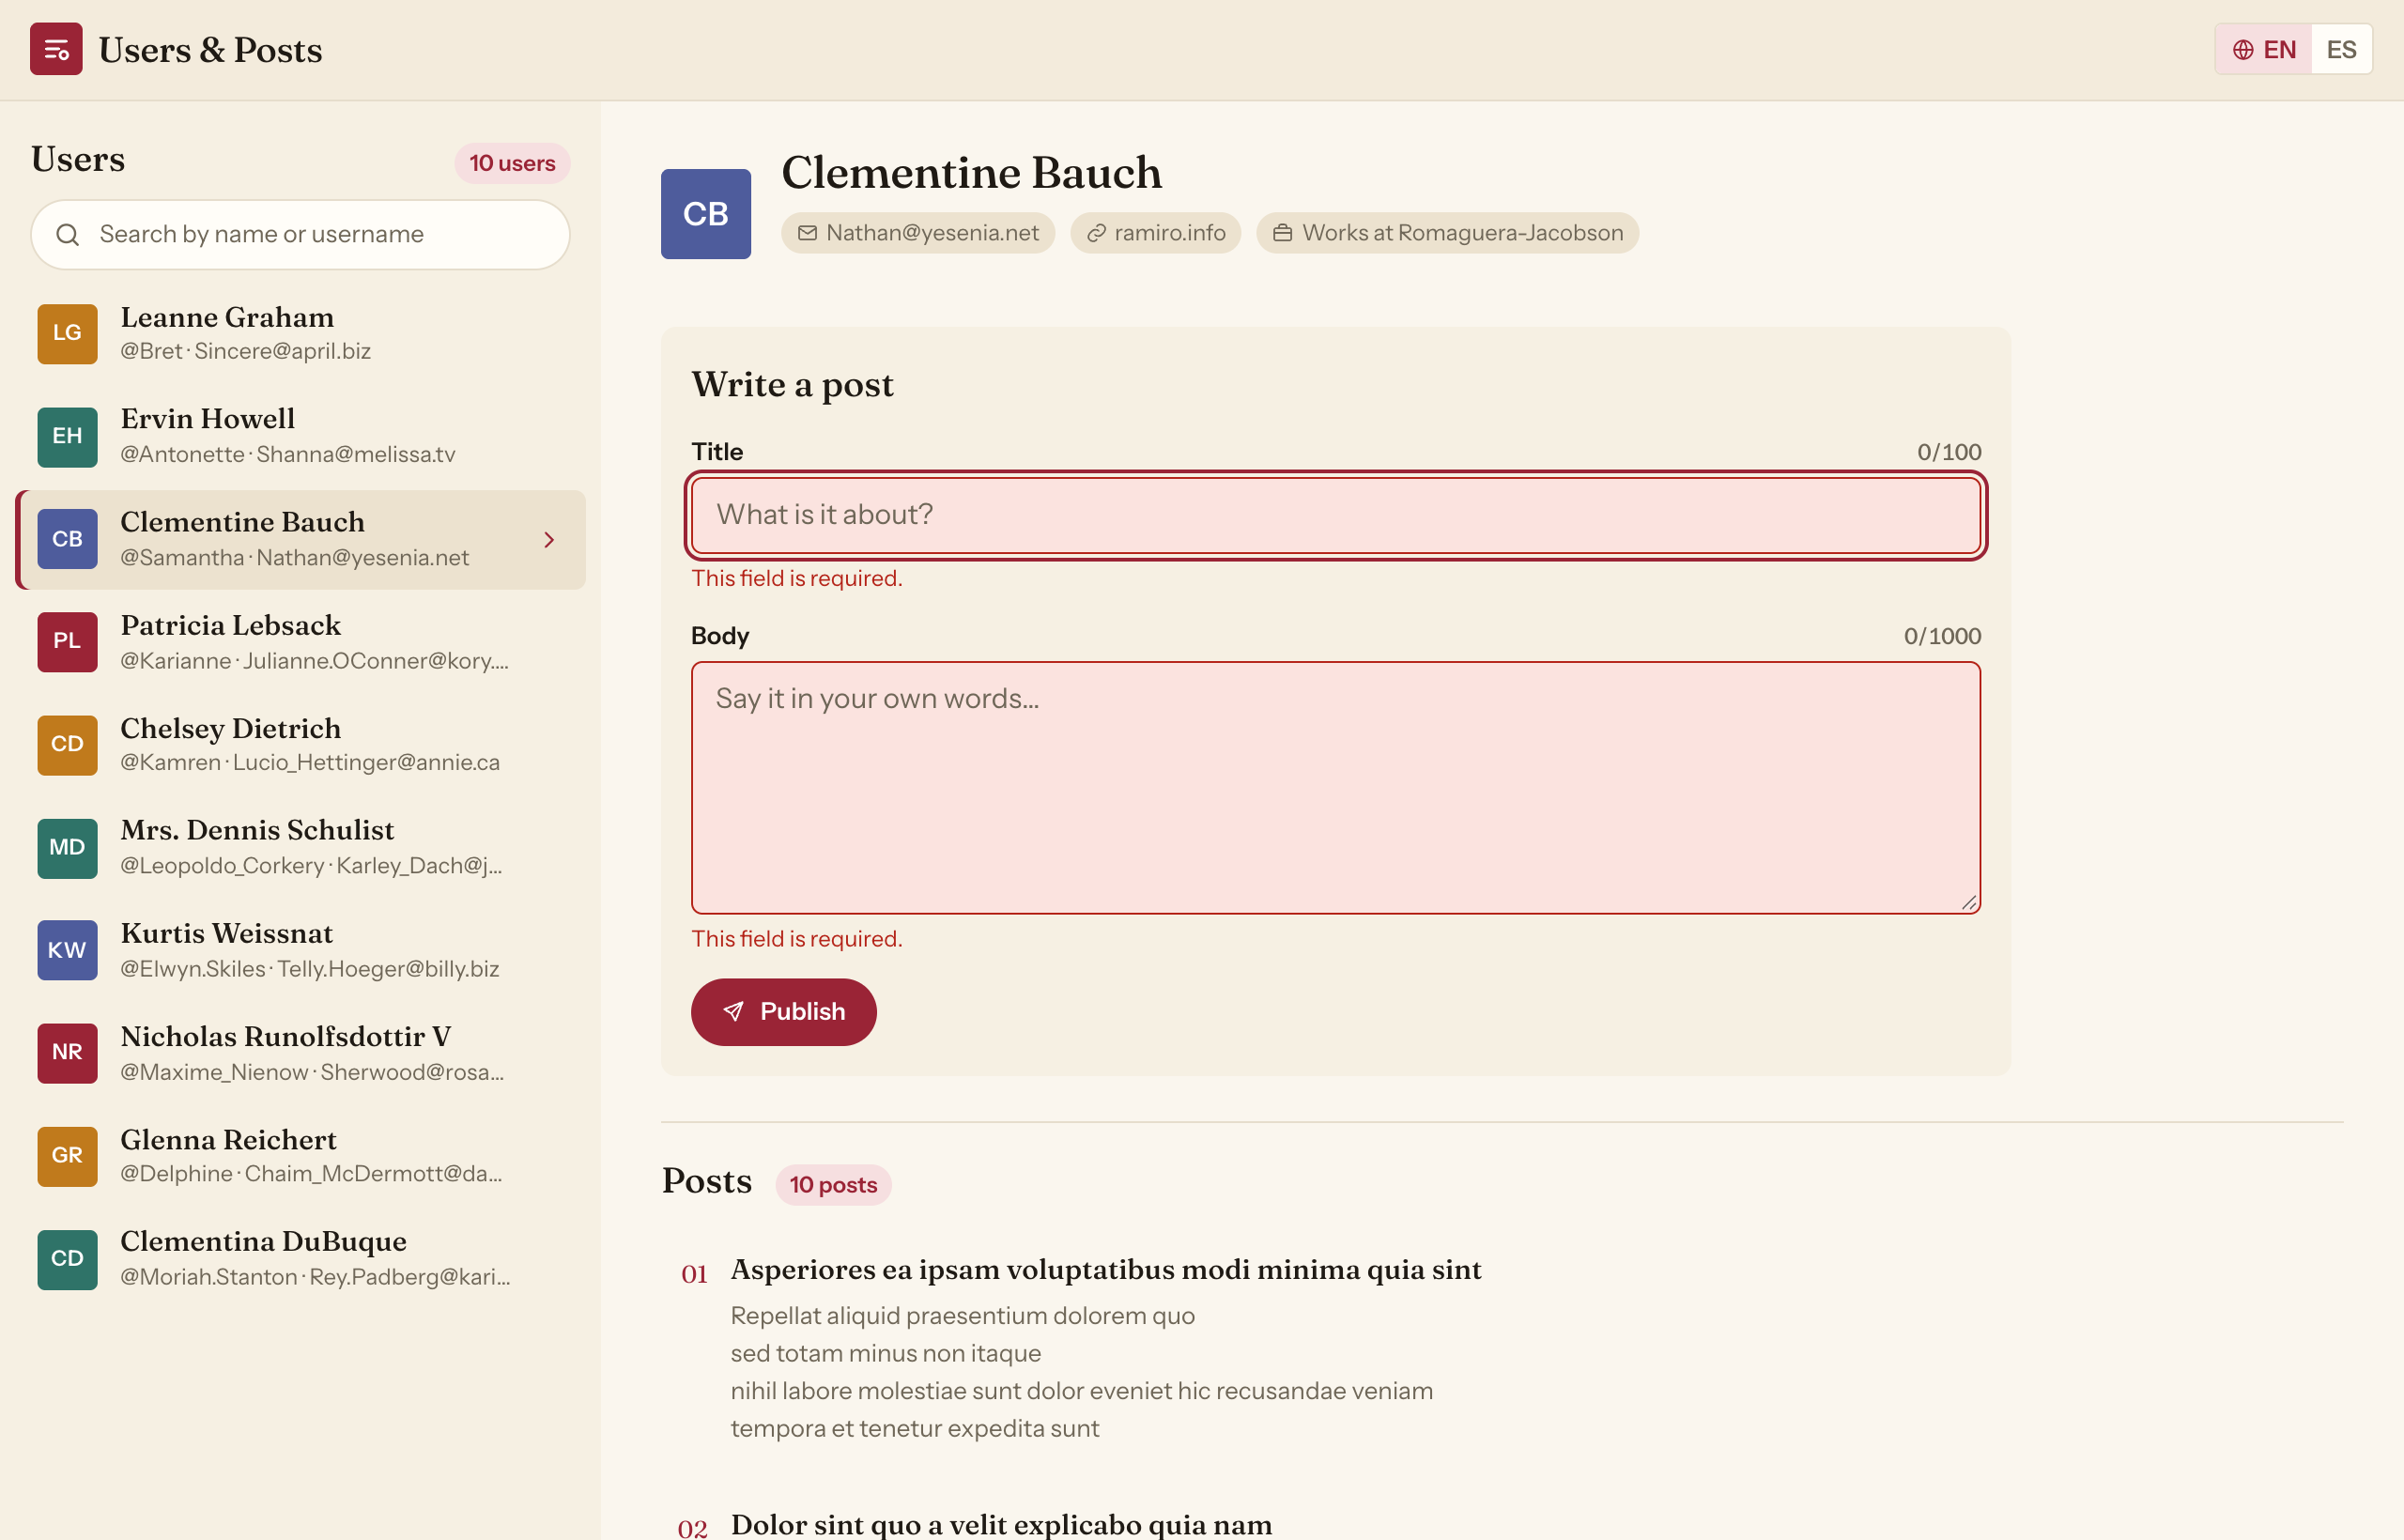 Users & Posts
EN ES
Users
10 users
Search by name or username
LG
Leanne Graham
@Bret · Sincere@april.biz
EH
Ervin Howell
@Antonette · Shanna@melissa.tv
CB
Clementine Bauch
@Samantha · Nathan@yesenia.net
PL
Patricia Lebsack
@Karianne · Julianne.OConner@kory....
CD
Chelsey Dietrich
@Kamren · Lucio_Hettinger@annie.ca
MD
Mrs. Dennis Schulist
@Leopoldo_Corkery · Karley_Dach@j...
KW
Kurtis Weissnat
@Elwyn.Skiles · Telly.Hoeger@billy.biz
NR
Nicholas Runolfsdottir V
@Maxime_Nienow · Sherwood@rosa...
GR
Glenna Reichert
@Delphine · Chaim_McDermott@da...
CD
Clementina DuBuque
@Moriah.Stanton · Rey.Padberg@kari...
CB
Clementine Bauch
Nathan@yesenia.net ramiro.info Works at Romaguera-Jacobson
Write a post
Title 0/100
What is it about?
This field is required.
Body 0/1000
Say it in your own words...
This field is required.
Publish
Posts 10 posts
01 Asperiores ea ipsam voluptatibus modi minima quia sint
Repellat aliquid praesentium dolorem quo
sed totam minus non itaque
nihil labore molestiae sunt dolor eveniet hic recusandae veniam
tempora et tenetur expedita sunt
02 Dolor sint quo a velit explicabo quia nam